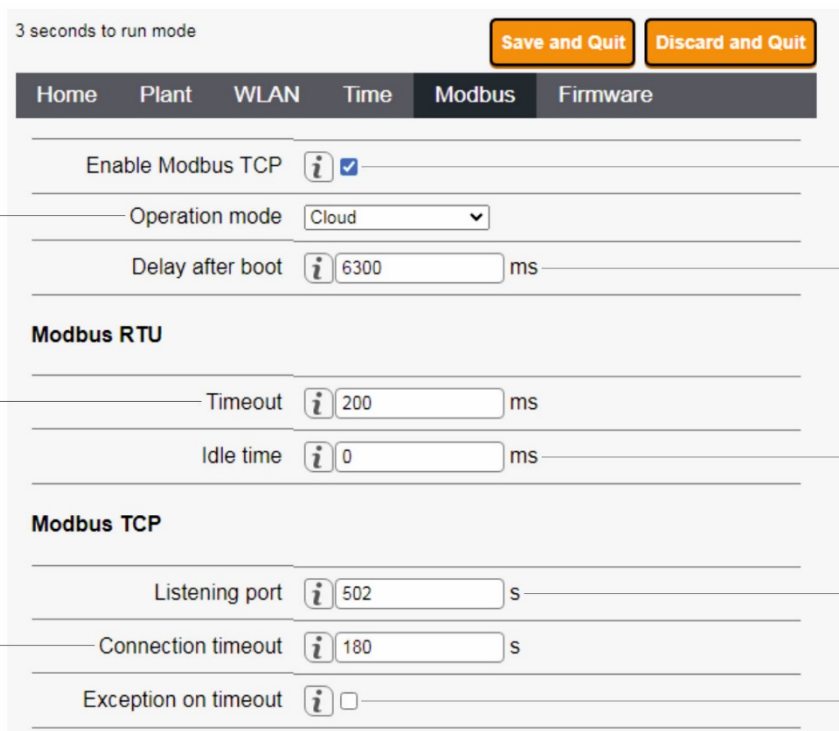 3 seconds to run mode
Save and Quit Discard and Quit
Home Plant WLAN Time Modbus Firmware
Enable Modbus TCP i
Operation mode Cloud
Delay after boot i 6300 ms
Modbus RTU
Timeout i 200 ms
Idle time i 0 ms
Modbus TCP
Listening port i 502 s
Connection timeout i 180 s
Exception on timeout i